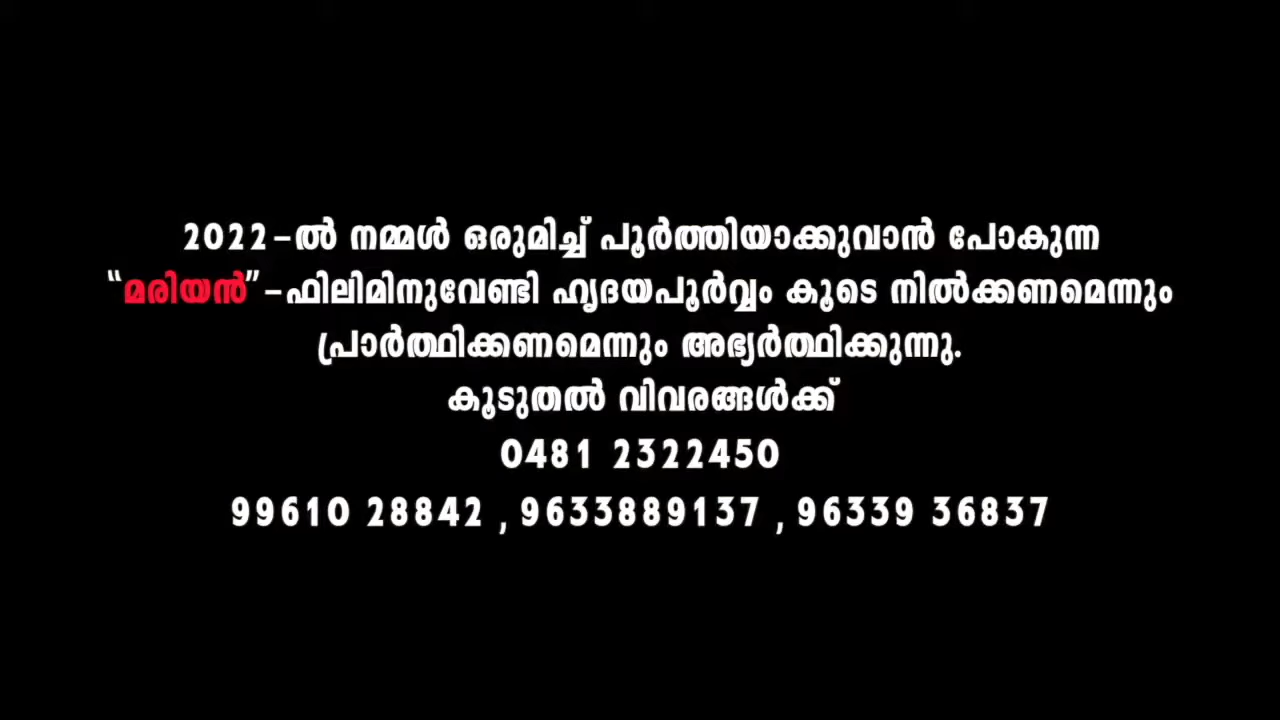 2022-ൽ നമ്മൾ ഒരുമിച്ച് പൂർത്തിയാക്കുവാൻ പോകുന്ന
“മരിയൻ”-ഫിലിമിനുവേണ്ടി ഹൃദയപൂർവ്വം കൂടെ നിൽക്കണമെന്നും
പ്രാർത്ഥിക്കണമെന്നും അഭ്യർത്ഥിക്കുന്നു.
കൂടുതൽ വിവരങ്ങൾക്ക്
0481 2322450
99610 28842 , 9633889137 , 96339 36837